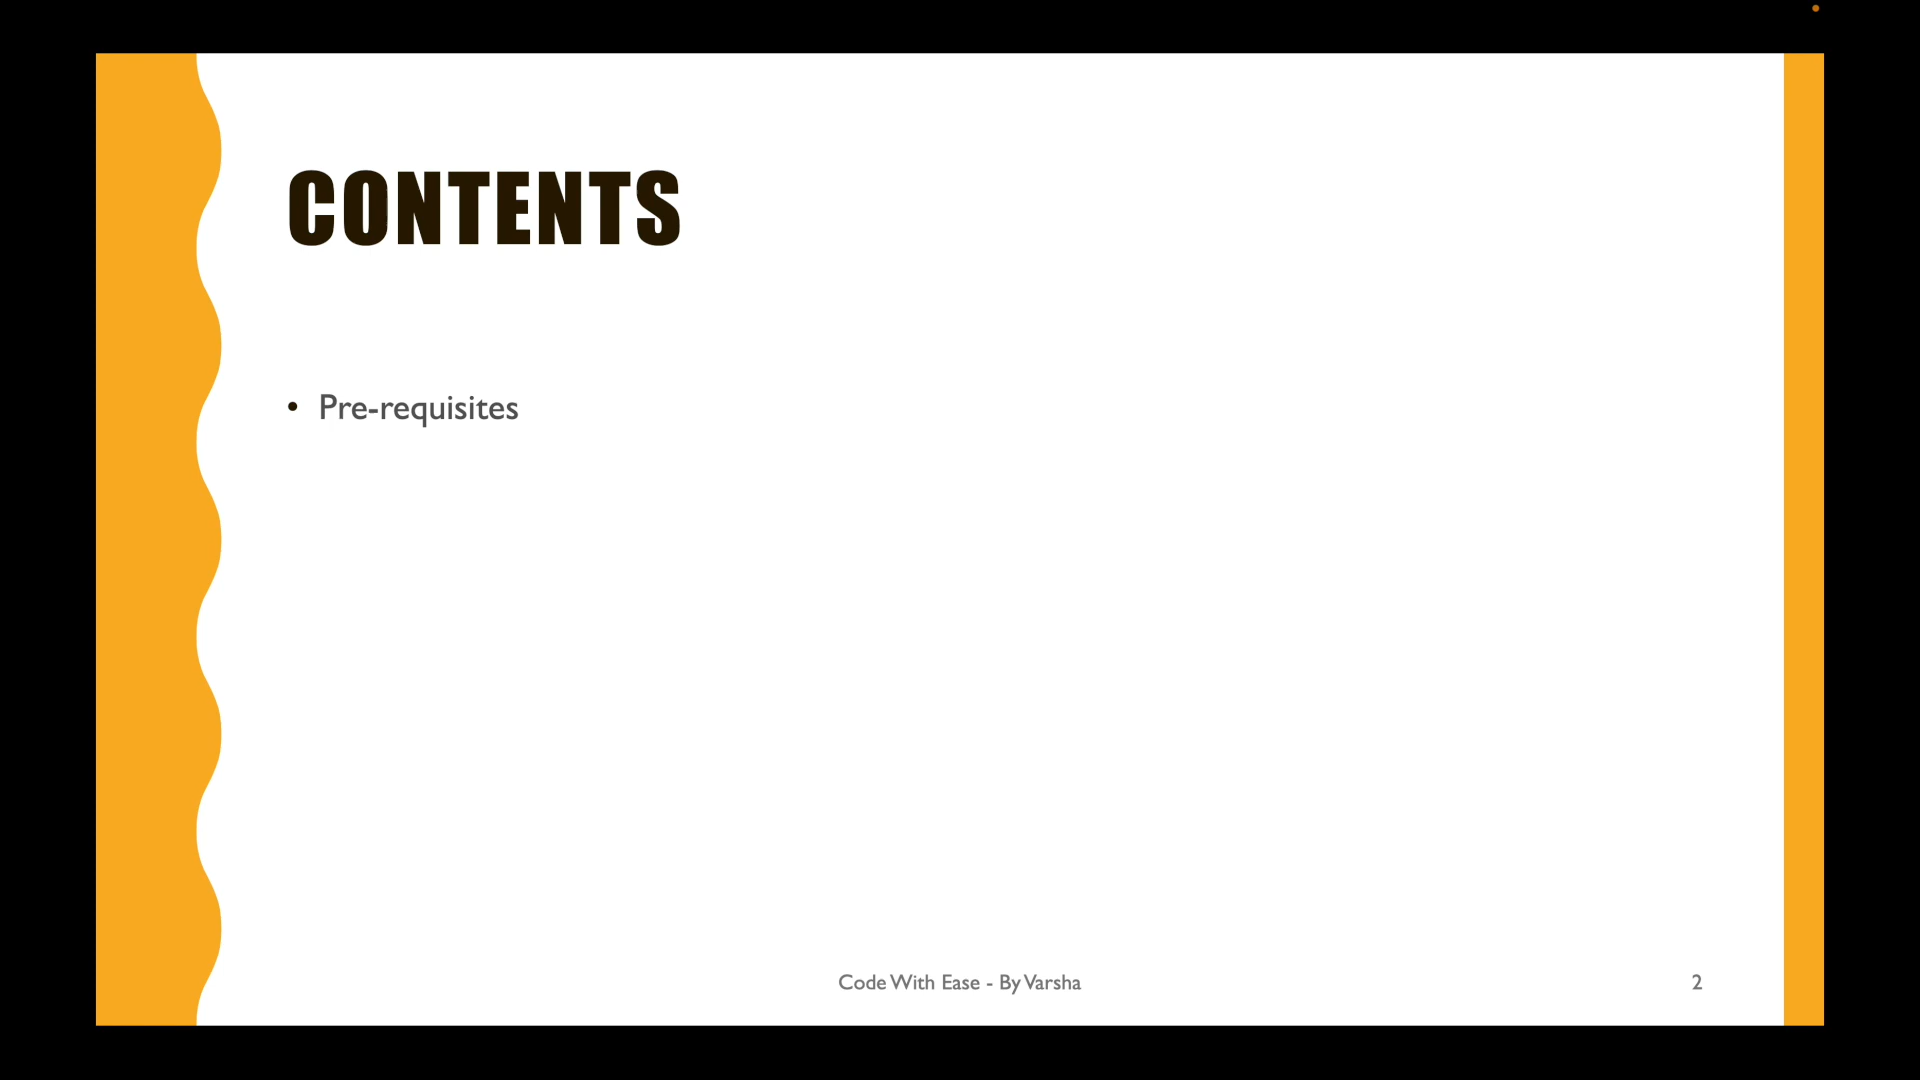 CONTENTS
• Pre-requisites
Code With Ease - By Varsha
2